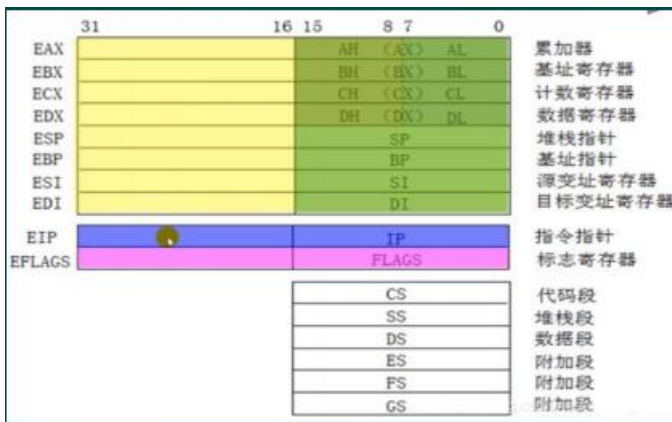 31 16 15 8 7 0
EAX AH (AX) AL 累加器
EBX BH (BX) BL 基址寄存器
ECX CH (CX) CL 计数寄存器
EDX DH (DX) DL 数据寄存器
ESP SP 堆栈指针
EBP BP 基址指针
ESI SI 源变址寄存器
EDI DI 目标变址寄存器
EIP IP 指令指针
EFLAGS FLAGS 标志寄存器
CS 代码段
SS 堆栈段
DS 数据段
ES 附加段
FS 附加段
GS 附加段